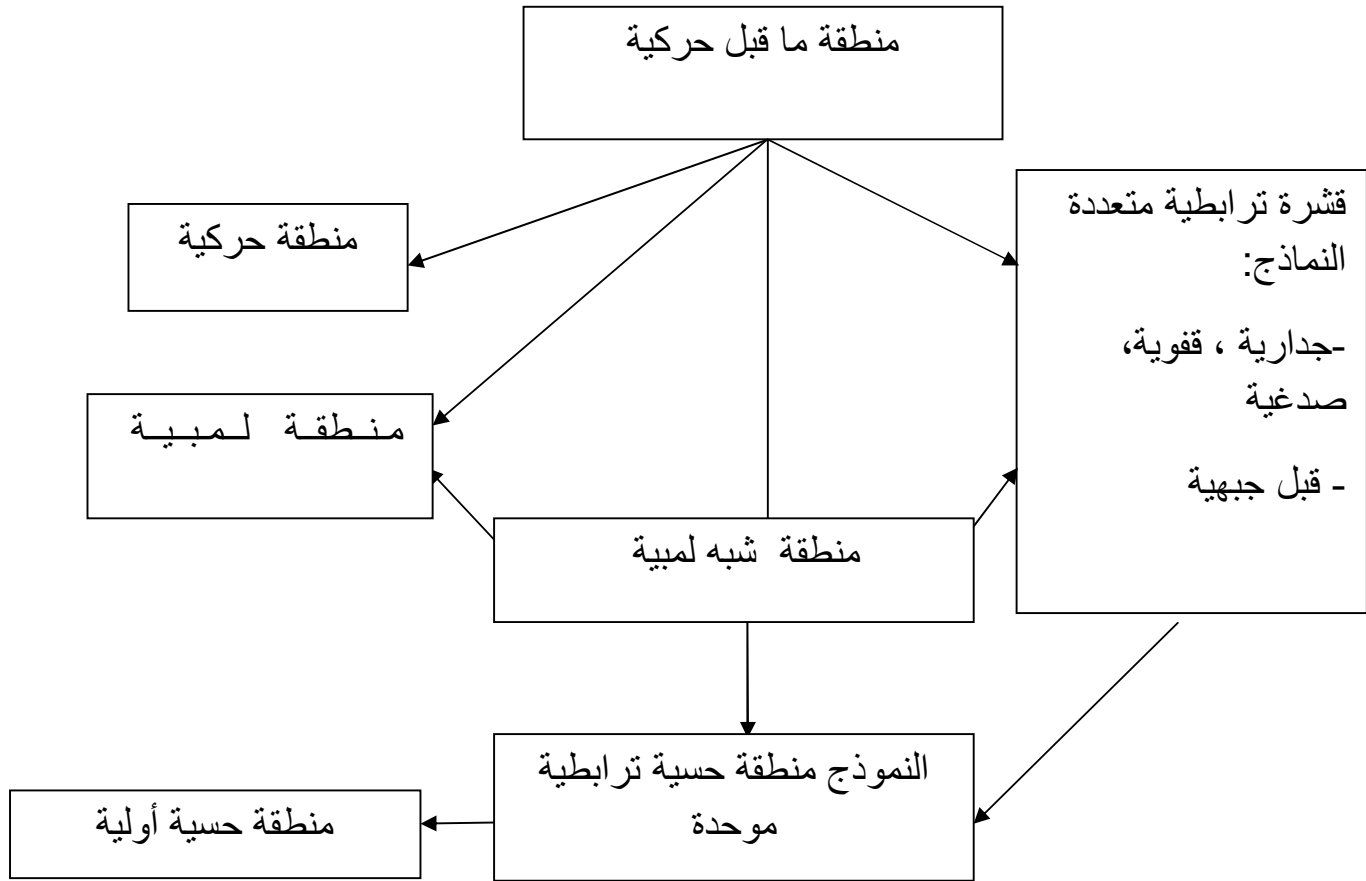 منطقة ما قبل حركية
قشرة ترابطية متعددة
النماذج:
-جدارية ، قفوية،
صدغية
- قبل جبهية
منطقة حركية
منطقة لمبية
منطقة شبه لمبية
النموذج منطقة حسية ترابطية
موحدة
منطقة حسية أولية